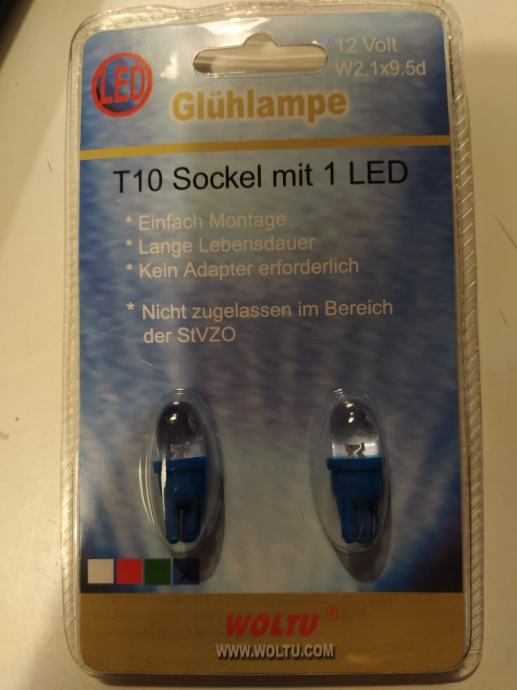 LED
12 Volt
W2.1x9.5d
Glühlampe
T10 Sockel mit 1 LED
* Einfach Montage
* Lange Lebensdauer
* Kein Adapter erforderlich
* Nicht zugelassen im Bereich
der StVZO
X
WOLTU ®
WWW.WOLTU.COM